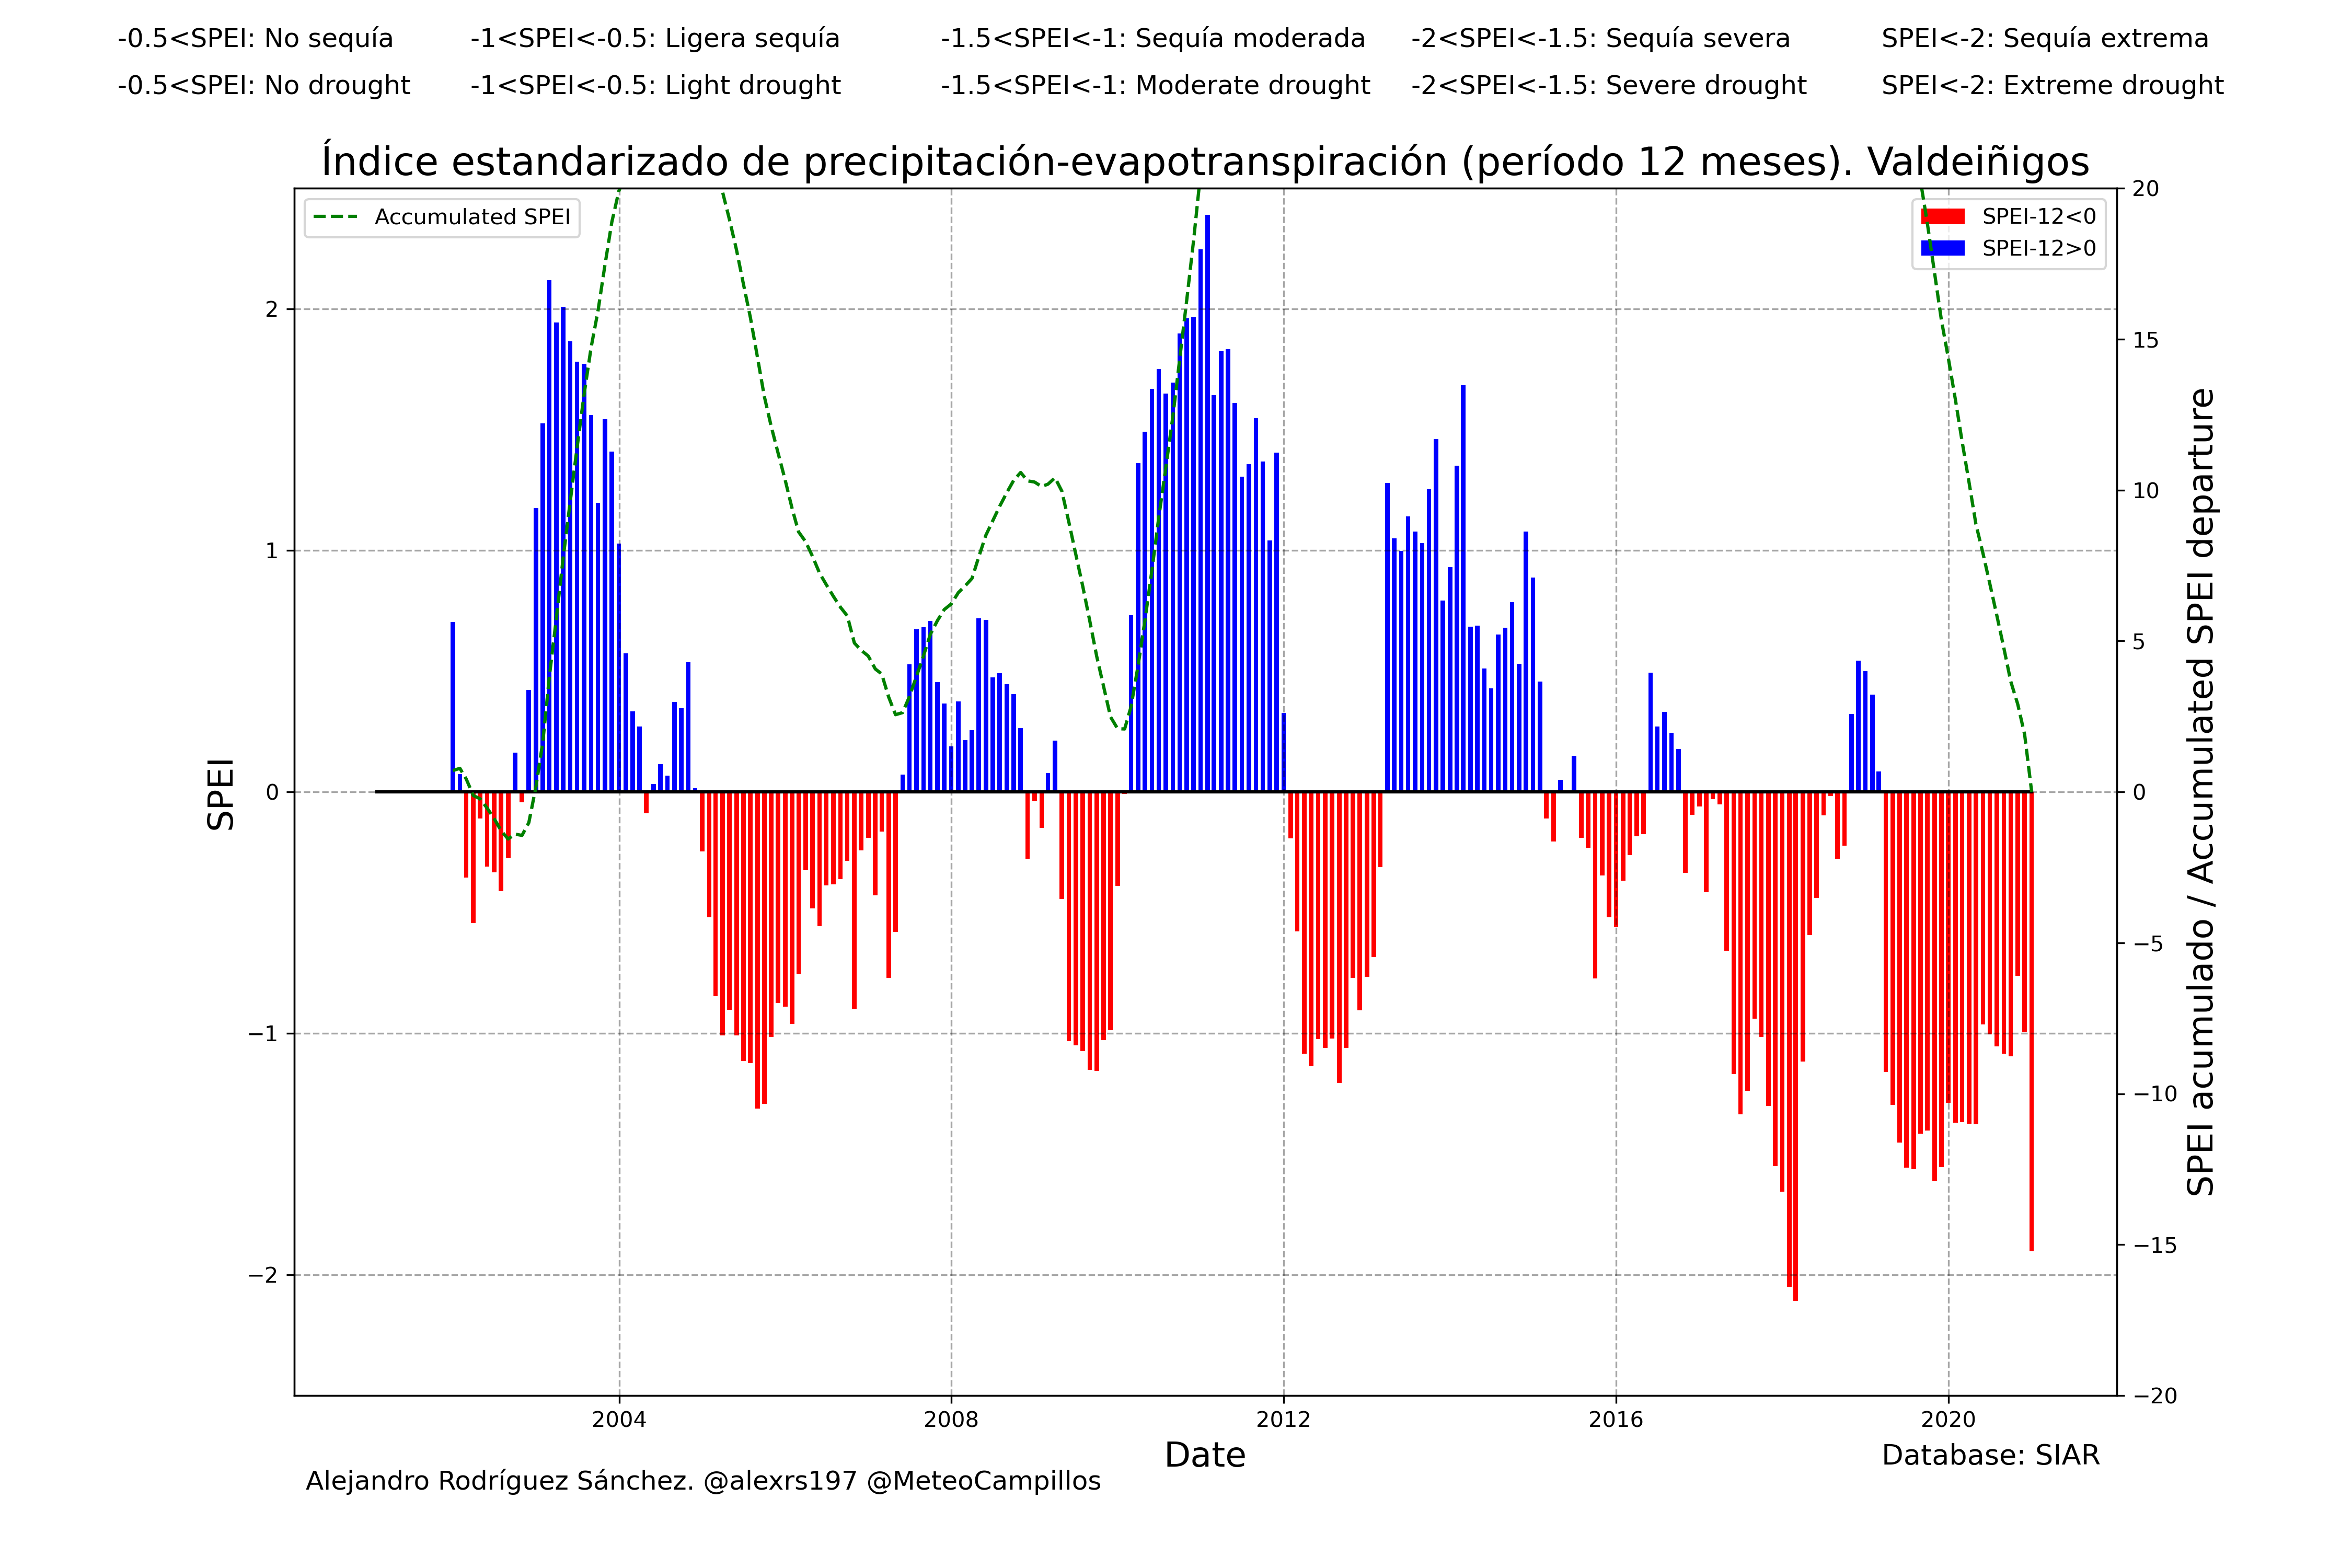 -0.5<SPEI: No sequía -1<SPEI<-0.5: Ligera sequía -1.5<SPEI<-1: Sequía moderada -2<SPEI<-1.5: Sequía severa SPEI<-2: Sequía extrema
-0.5<SPEI: No drought -1<SPEI<-0.5: Light drought -1.5<SPEI<-1: Moderate drought -2<SPEI<-1.5: Severe drought SPEI<-2: Extreme drought
Índice estandarizado de precipitación-evapotranspiración (período 12 meses). Valdeiñigos
Accumulated SPEI
SPEI-12<0
SPEI-12>0
SPEI
2
1
0
−1
−2
20
15
10
5
0
−5
−10
−15
−20
SPEI acumulado / Accumulated SPEI departure
2004 2008 2012 2016 2020
Date
Database: SIAR
Alejandro Rodríguez Sánchez. @alexrs197 @MeteoCampillos